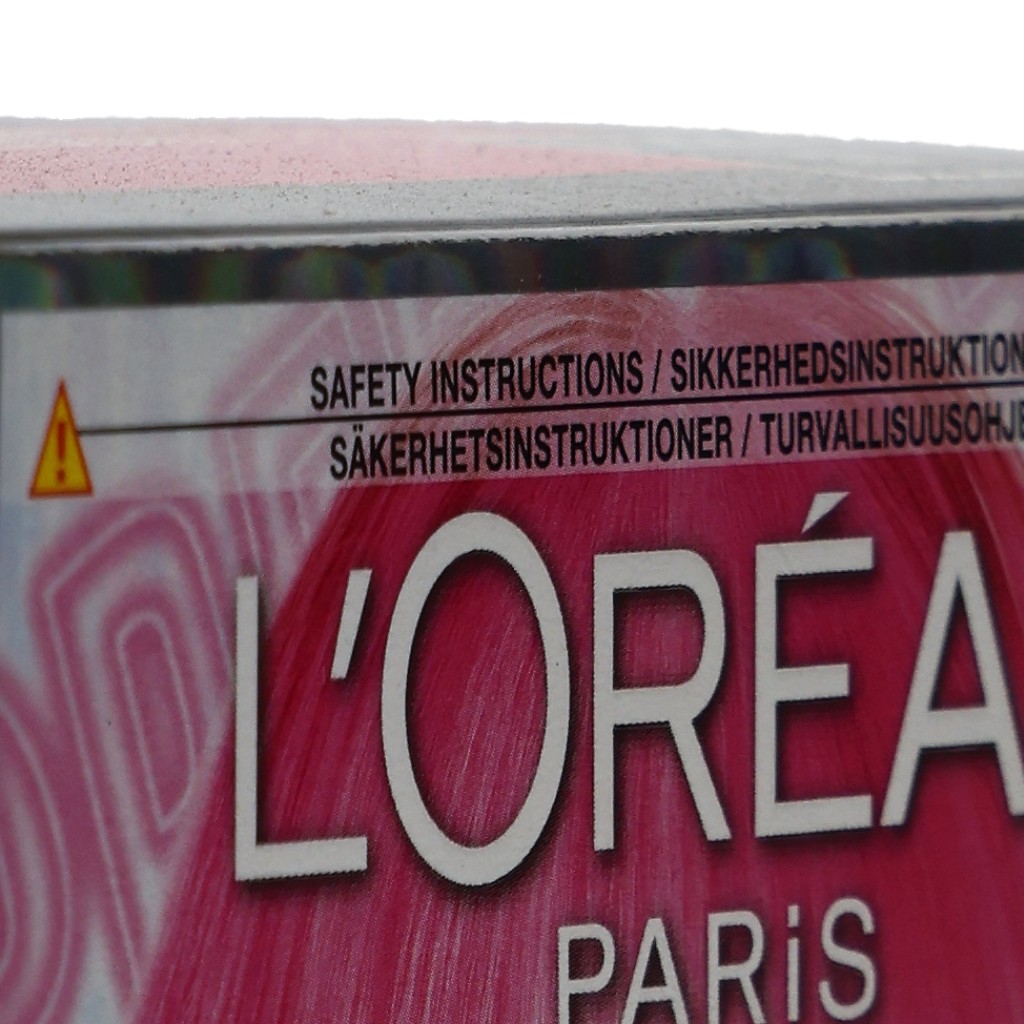 SAFETY INSTRUCTIONS / SIKKERHEDSINSTRUKTION
SÄKERHETSINSTRUKTIONER / TURVALLISUUSOHJE
L'ORÉA
PARiS